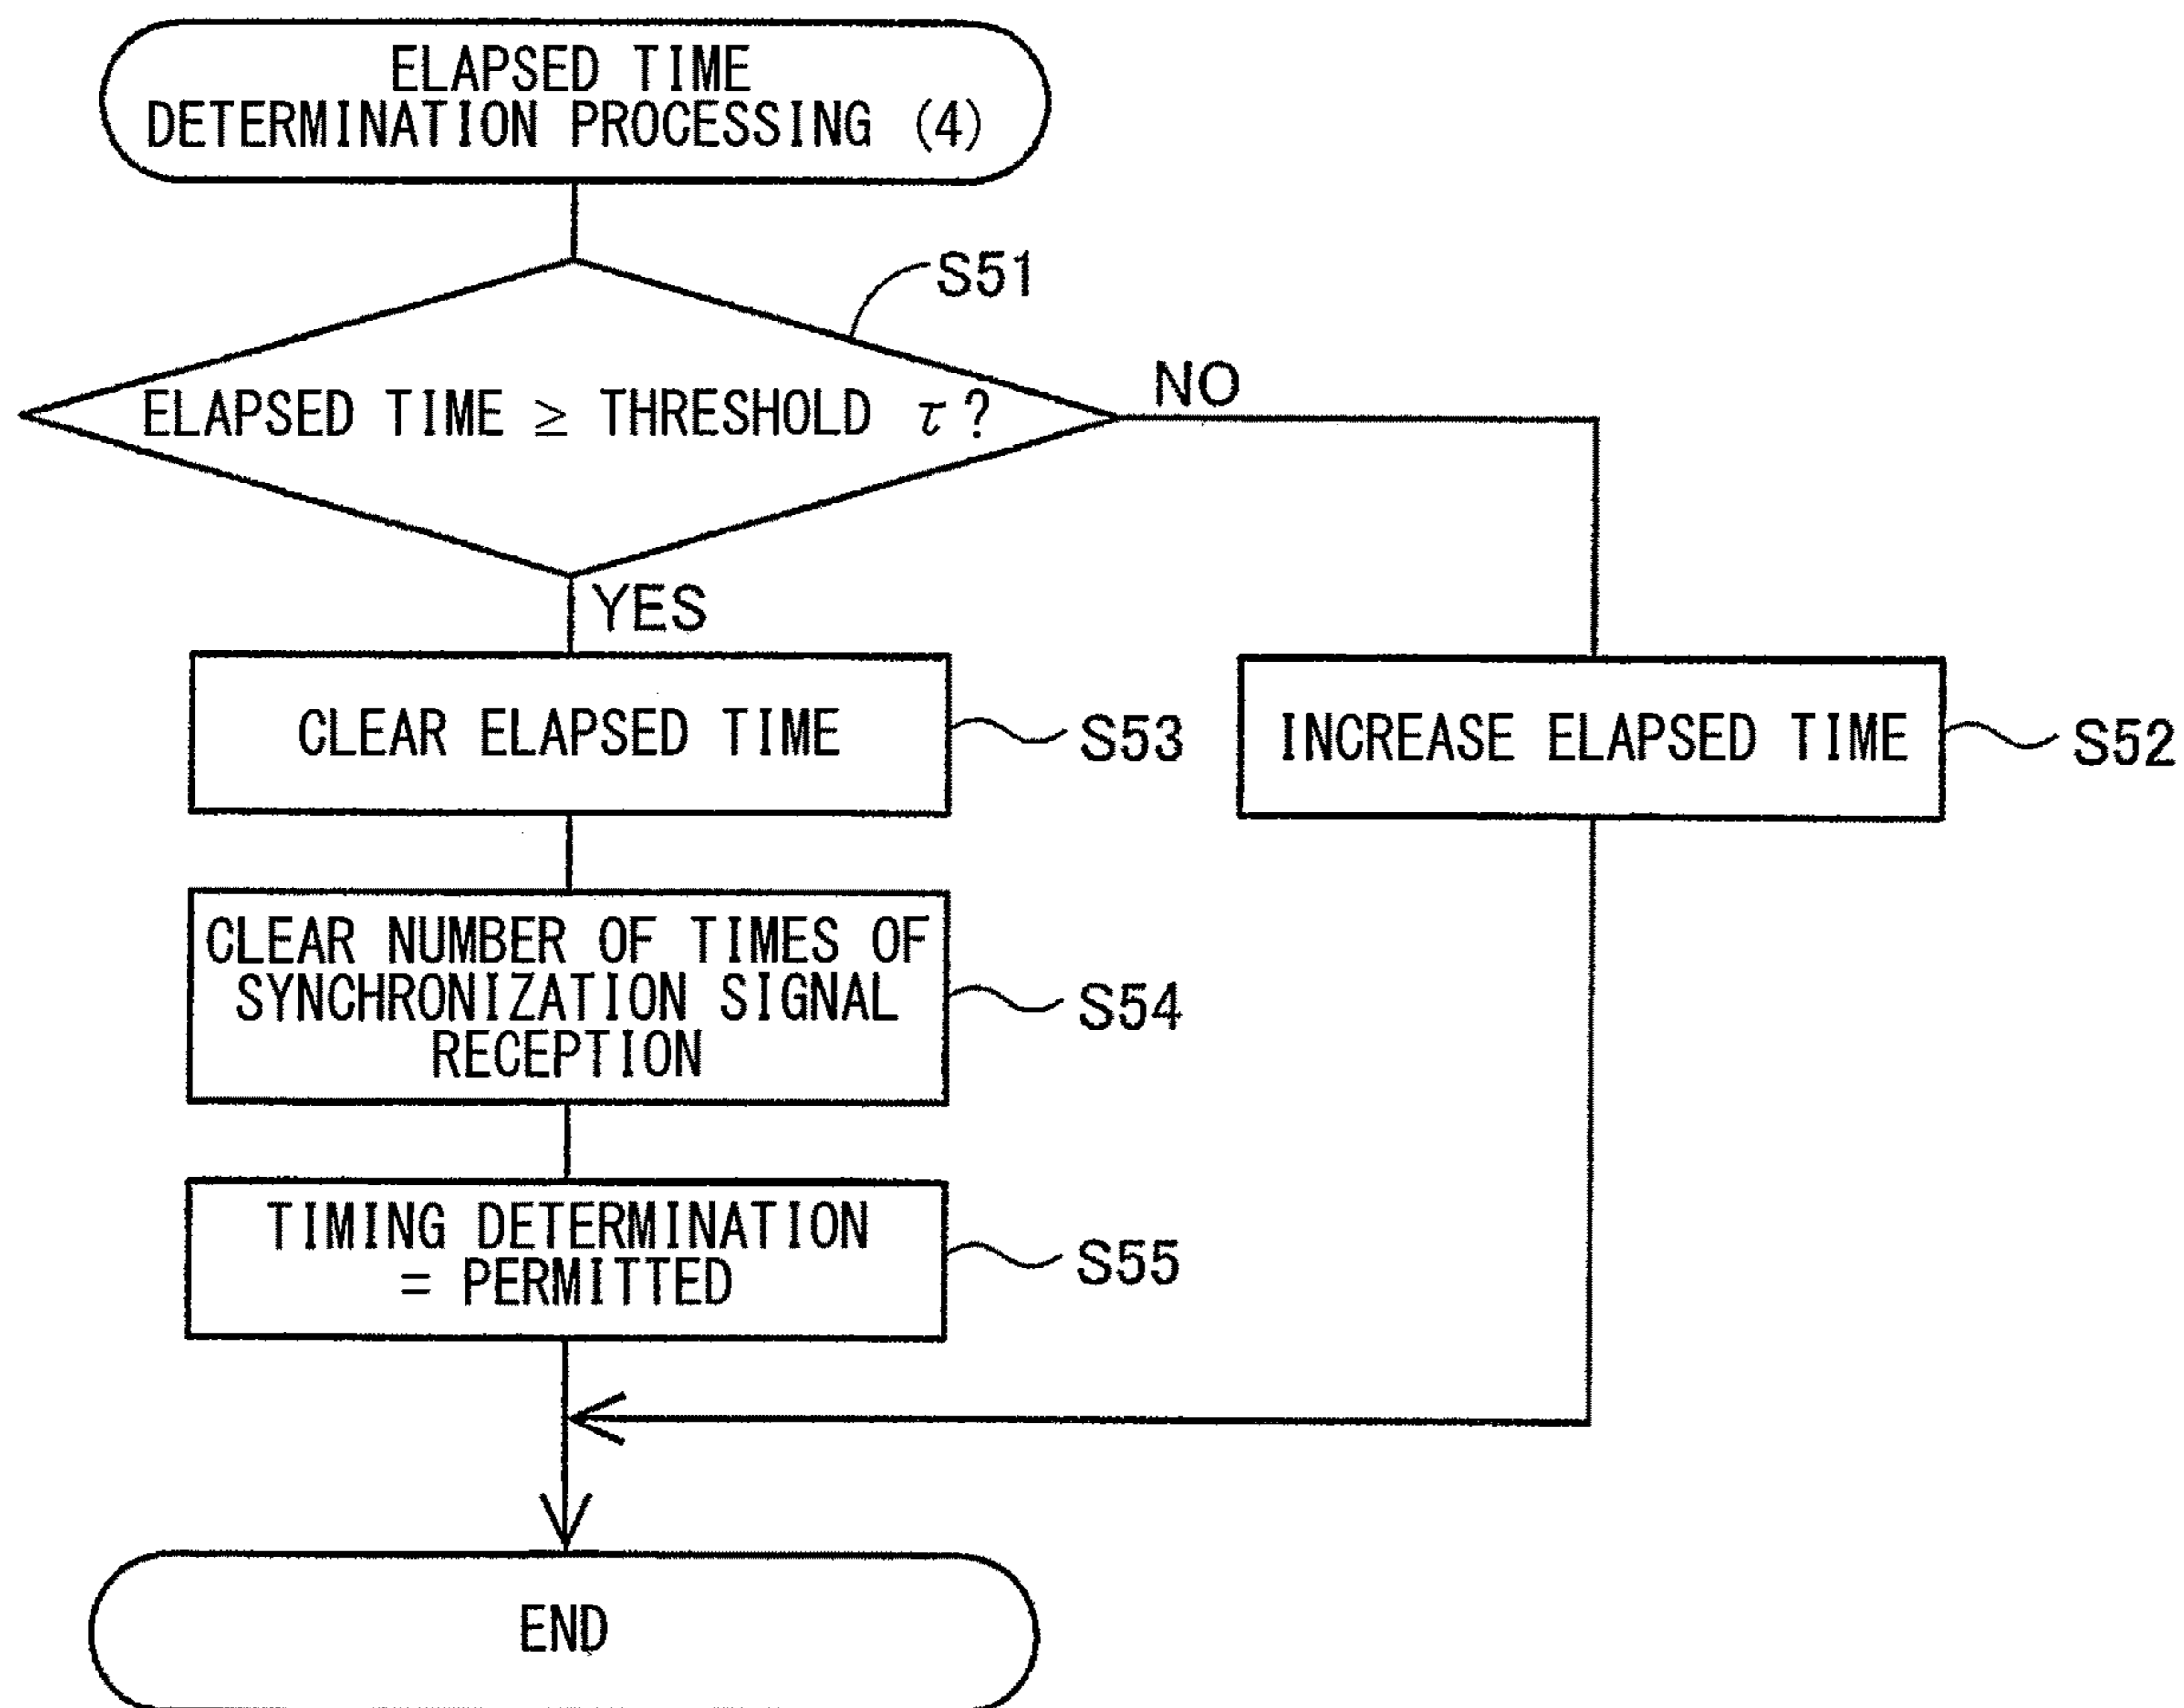 ELAPSED TIME
DETERMINATION PROCESSING (4)
S51
ELAPSED TIME ≥ THRESHOLD τ?
NO
YES
CLEAR ELAPSED TIME
S53
INCREASE ELAPSED TIME
S52
CLEAR NUMBER OF TIMES OF
SYNCHRONIZATION SIGNAL
RECEPTION
S54
TIMING DETERMINATION
= PERMITTED
S55
END